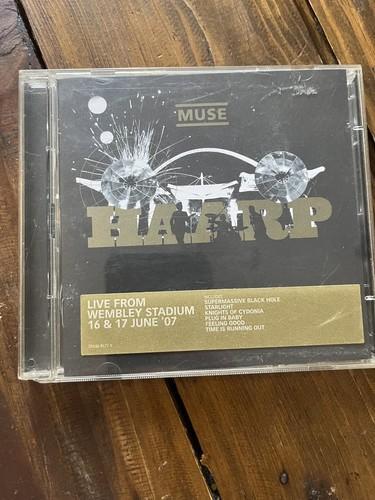 MUSE
HAARP
LIVE FROM
WEMBLEY STADIUM
16 & 17 JUNE '07
INCLUDES
SUPERMASSIVE BLACK HOLE
STARLIGHT
KNIGHTS OF CYDONIA
PLUG IN BABY
FEELING GOOD
TIME IS RUNNING OUT